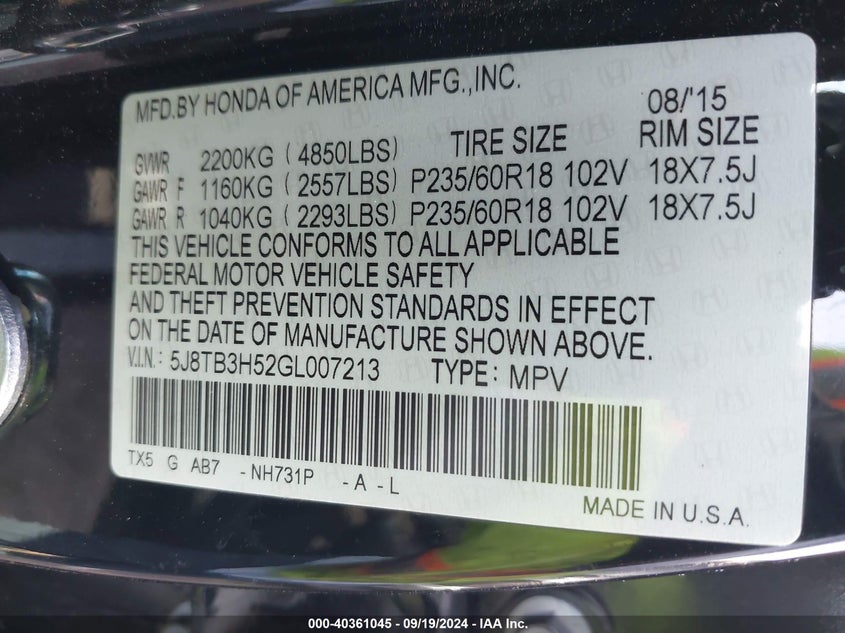 MFD.BY HONDA OF AMERICA MFG.,INC. 08/'15
GVWR 2200KG ( 4850LBS) TIRE SIZE RIM SIZE
GAWR F 1160KG ( 2557LBS) P235/60R18 102V 18X7.5J
GAWR R 1040KG ( 2293LBS) P235/60R18 102V 18X7.5J
THIS VEHICLE CONFORMS TO ALL APPLICABLE
FEDERAL MOTOR VEHICLE SAFETY
AND THEFT PREVENTION STANDARDS IN EFFECT
ON THE DATE OF MANUFACTURE SHOWN ABOVE.
V.I.N.: 5J8TB3H52GL007213 TYPE: MPV
TX5 G AB7 - NH731P - A - L
MADE IN U.S.A.
000-40361045 - 09/19/2024 - IAA Inc.